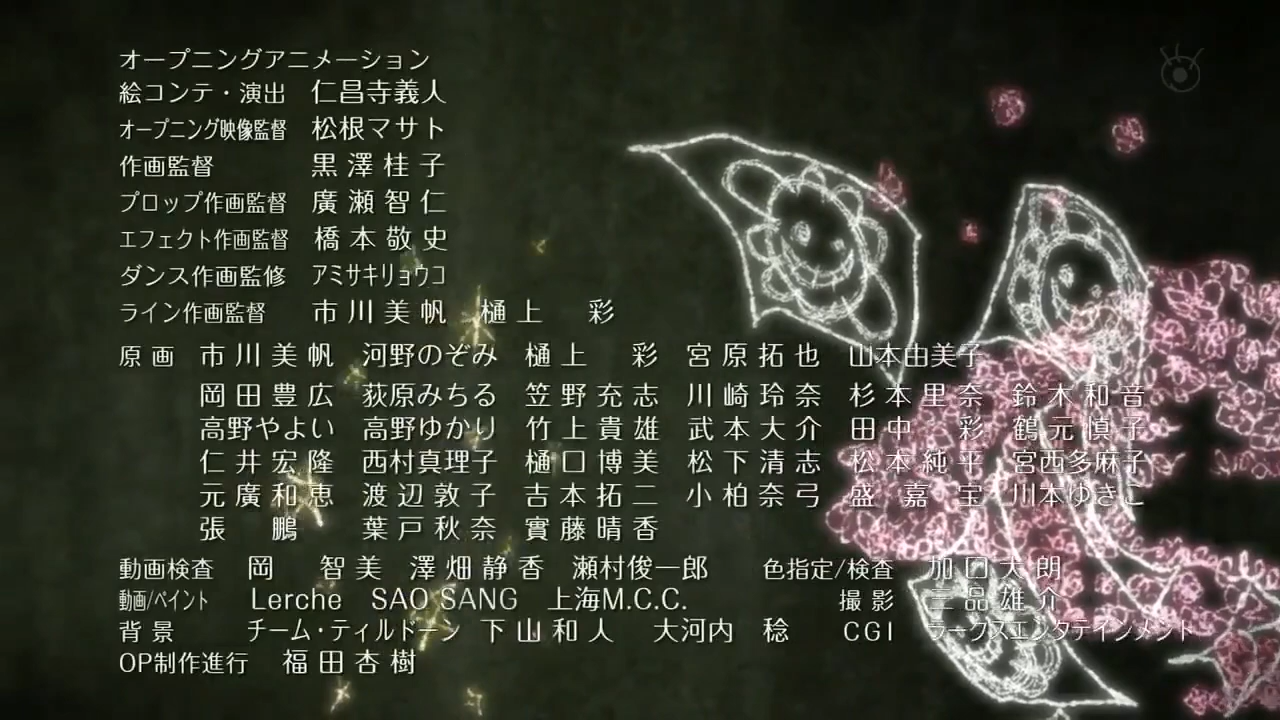 オープニングアニメーション
絵コンテ・演出 仁昌寺義人
オープニング映像監督 松根マサト
作画監督 黒澤桂子
プロップ作画監督 廣瀬智仁
エフェクト作画監督 橋本敬史
ダンス作画監修 アミサキリョウコ
ライン作画監督 市川美帆 樋上 彩
原画 市川美帆 河野のぞみ 樋上 彩 宮原拓也 山本由美子
岡田豊広 荻原みちる 笠野充志 川崎玲奈 杉本里奈 鈴木和音
高野やよい 高野ゆかり 竹上貴雄 武本大介 田中 彩 鶴元慎子
仁井宏隆 西村真理子 樋口博美 松下清志 松本純平 宮西多麻子
元廣和恵 渡辺敦子 吉本拓二 小柏奈弓 盛嘉宝 川本ゆきこ
張 鵬 葉戸秋奈 實藤晴香
動画検査 岡 智美 澤畑静香 瀬村俊一郎 色指定/検査 加口大朗
動画/ペイント Lerche SAO SANG 上海M.C.C. 撮影 三品雄介
背景 チーム・ティルドーン 下山和人 大河内 稔 CGI ラークスエンタテインメント
OP制作進行 福田杏樹